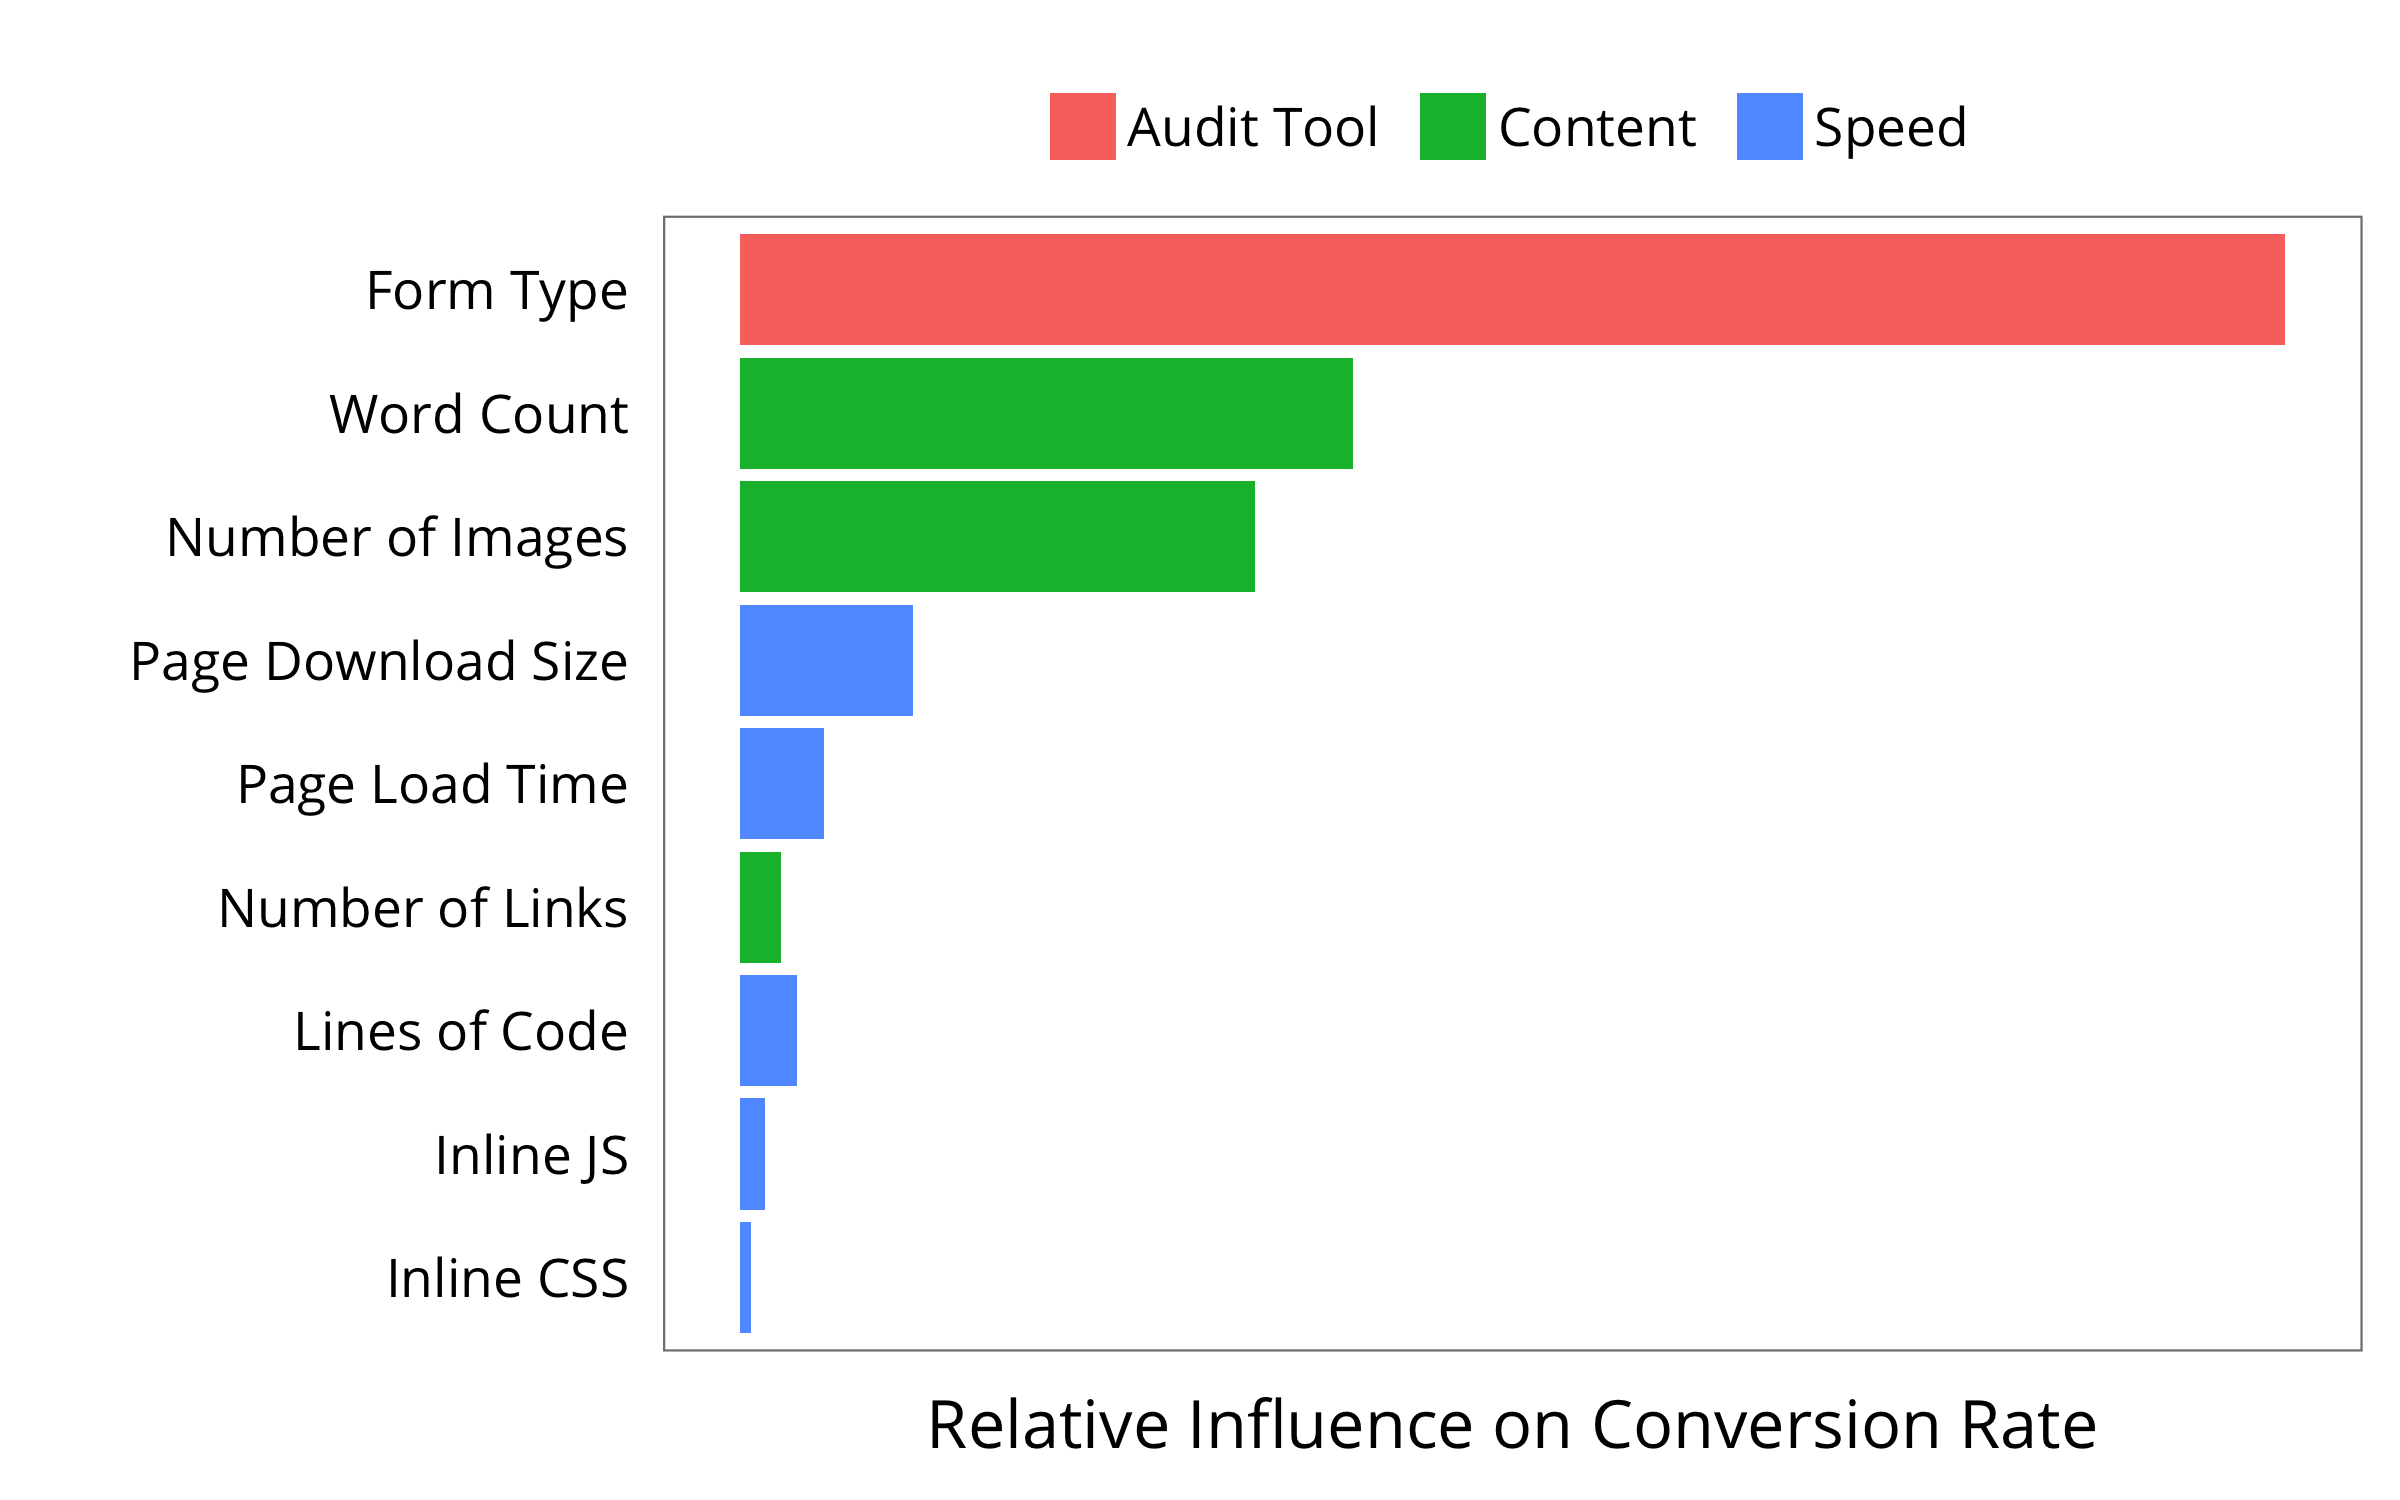 Audit Tool Content Speed
Form Type
Word Count
Number of Images
Page Download Size
Page Load Time
Number of Links
Lines of Code
Inline JS
Inline CSS
Relative Influence on Conversion Rate